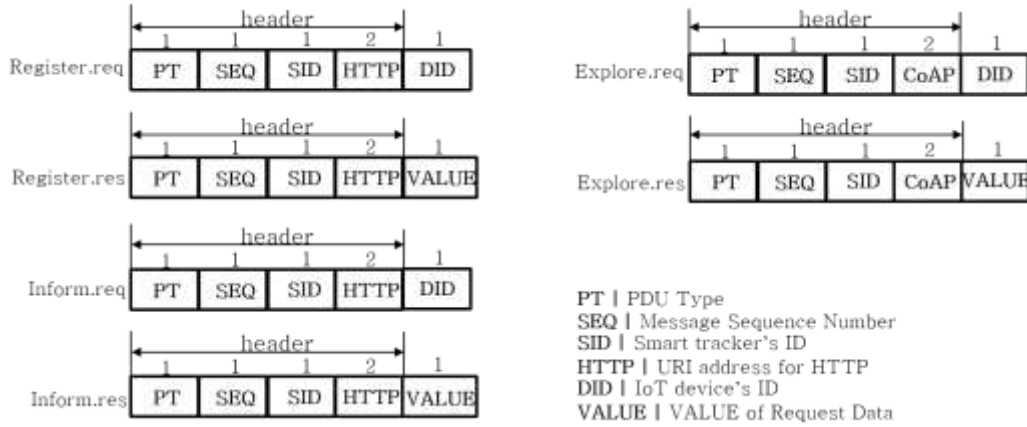 header
1 1 1 2 1
Register.req PT SEQ SID HTTP DID
header
1 1 1 2 1
Register.res PT SEQ SID HTTP VALUE
header
1 1 1 2 1
Inform.req PT SEQ SID HTTP DID
header
1 1 1 2 1
Inform.res PT SEQ SID HTTP VALUE
header
1 1 1 2 1
Explore.req PT SEQ SID CoAP DID
header
1 1 1 2 1
Explore.res PT SEQ SID CoAP VALUE
PT | PDU Type
SEQ | Message Sequence Number
SID | Smart tracker's ID
HTTP | URI address for HTTP
DID | IoT device's ID
VALUE | VALUE of Request Data